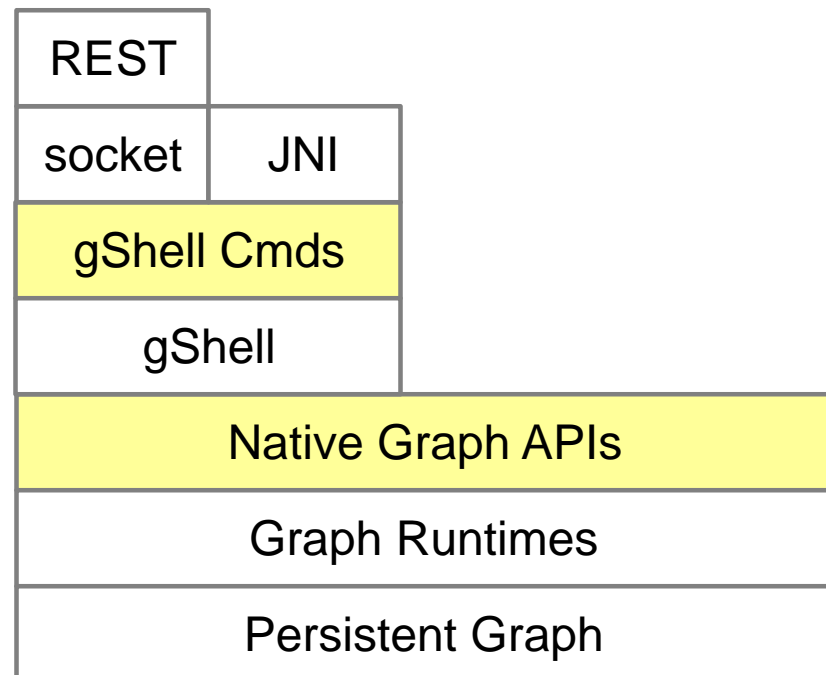 REST
socket JNI
gShell Cmds
gShell
Native Graph APIs
Graph Runtimes
Persistent Graph